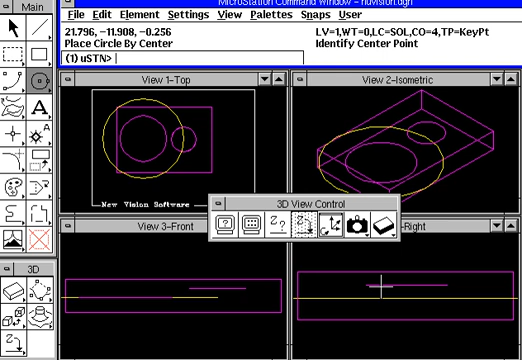 MicroStation Command Window – nuvision.dgn
Main
File Edit Element Settings View Palettes Snaps User
21.796, -11.908, -0.256
LV=1,WT=0,LC=SOL,CO=4,TP=KeyPt
Place Circle By Center
Identify Center Point
(1) uSTN>
View 1-Top
View 2-Isometric
New Vision Software
3D View Control
View 3-Front
-Right
3D